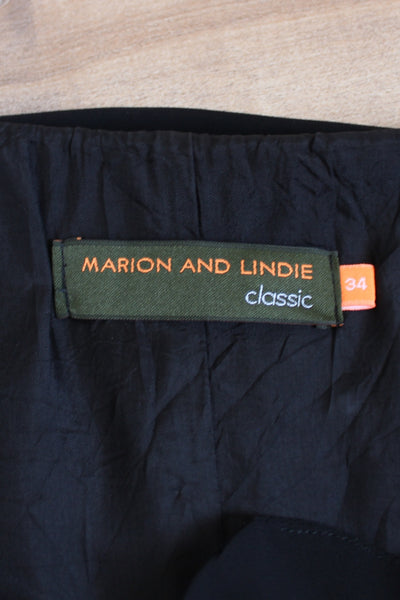 MARION AND LINDIE
classic
34